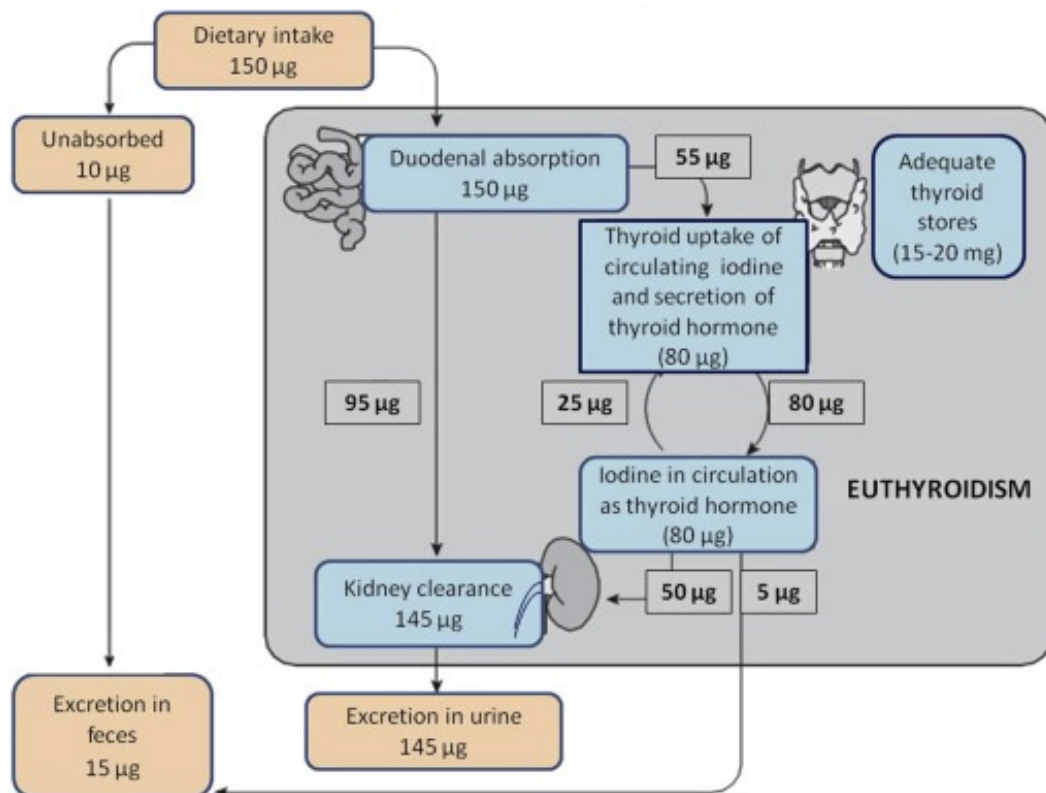 Dietary intake
150 µg
Unabsorbed
10 µg
Duodenal absorption
150 µg
55 µg
Adequate
thyroid
stores
(15-20 mg)
Thyroid uptake of
circulating iodine
and secretion of
thyroid hormone
(80 µg)
95 µg
25 µg
80 µg
Iodine in circulation
as thyroid hormone
(80 µg)
EUTHYROIDISM
Kidney clearance
145 µg
50 µg
5 µg
Excretion in
feces
15 µg
Excretion in urine
145 µg